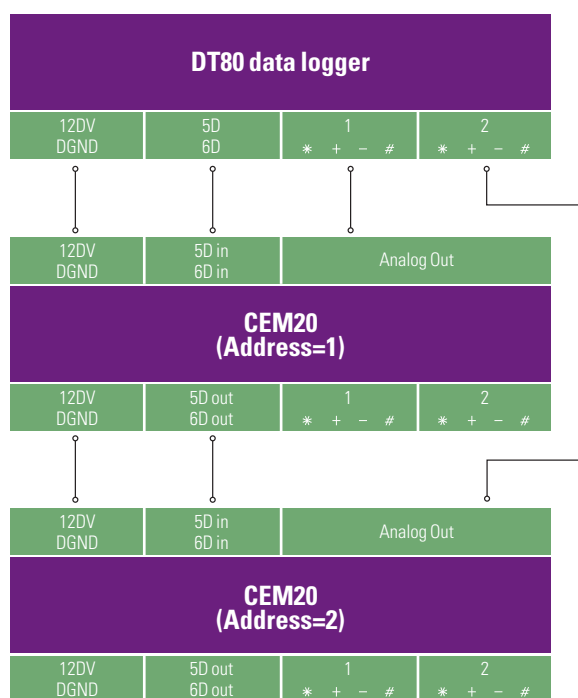 DT80 data logger
12DV 5D 1 2
DGND 6D * + - # * + - #
12DV 5D in Analog Out
DGND 6D in
CEM20
(Address=1)
12DV 5D out 1 2
DGND 6D out * + - # * + - #
12DV 5D in Analog Out
DGND 6D in
CEM20
(Address=2)
12DV 5D out 1 2
DGND 6D out * + - # * + - #